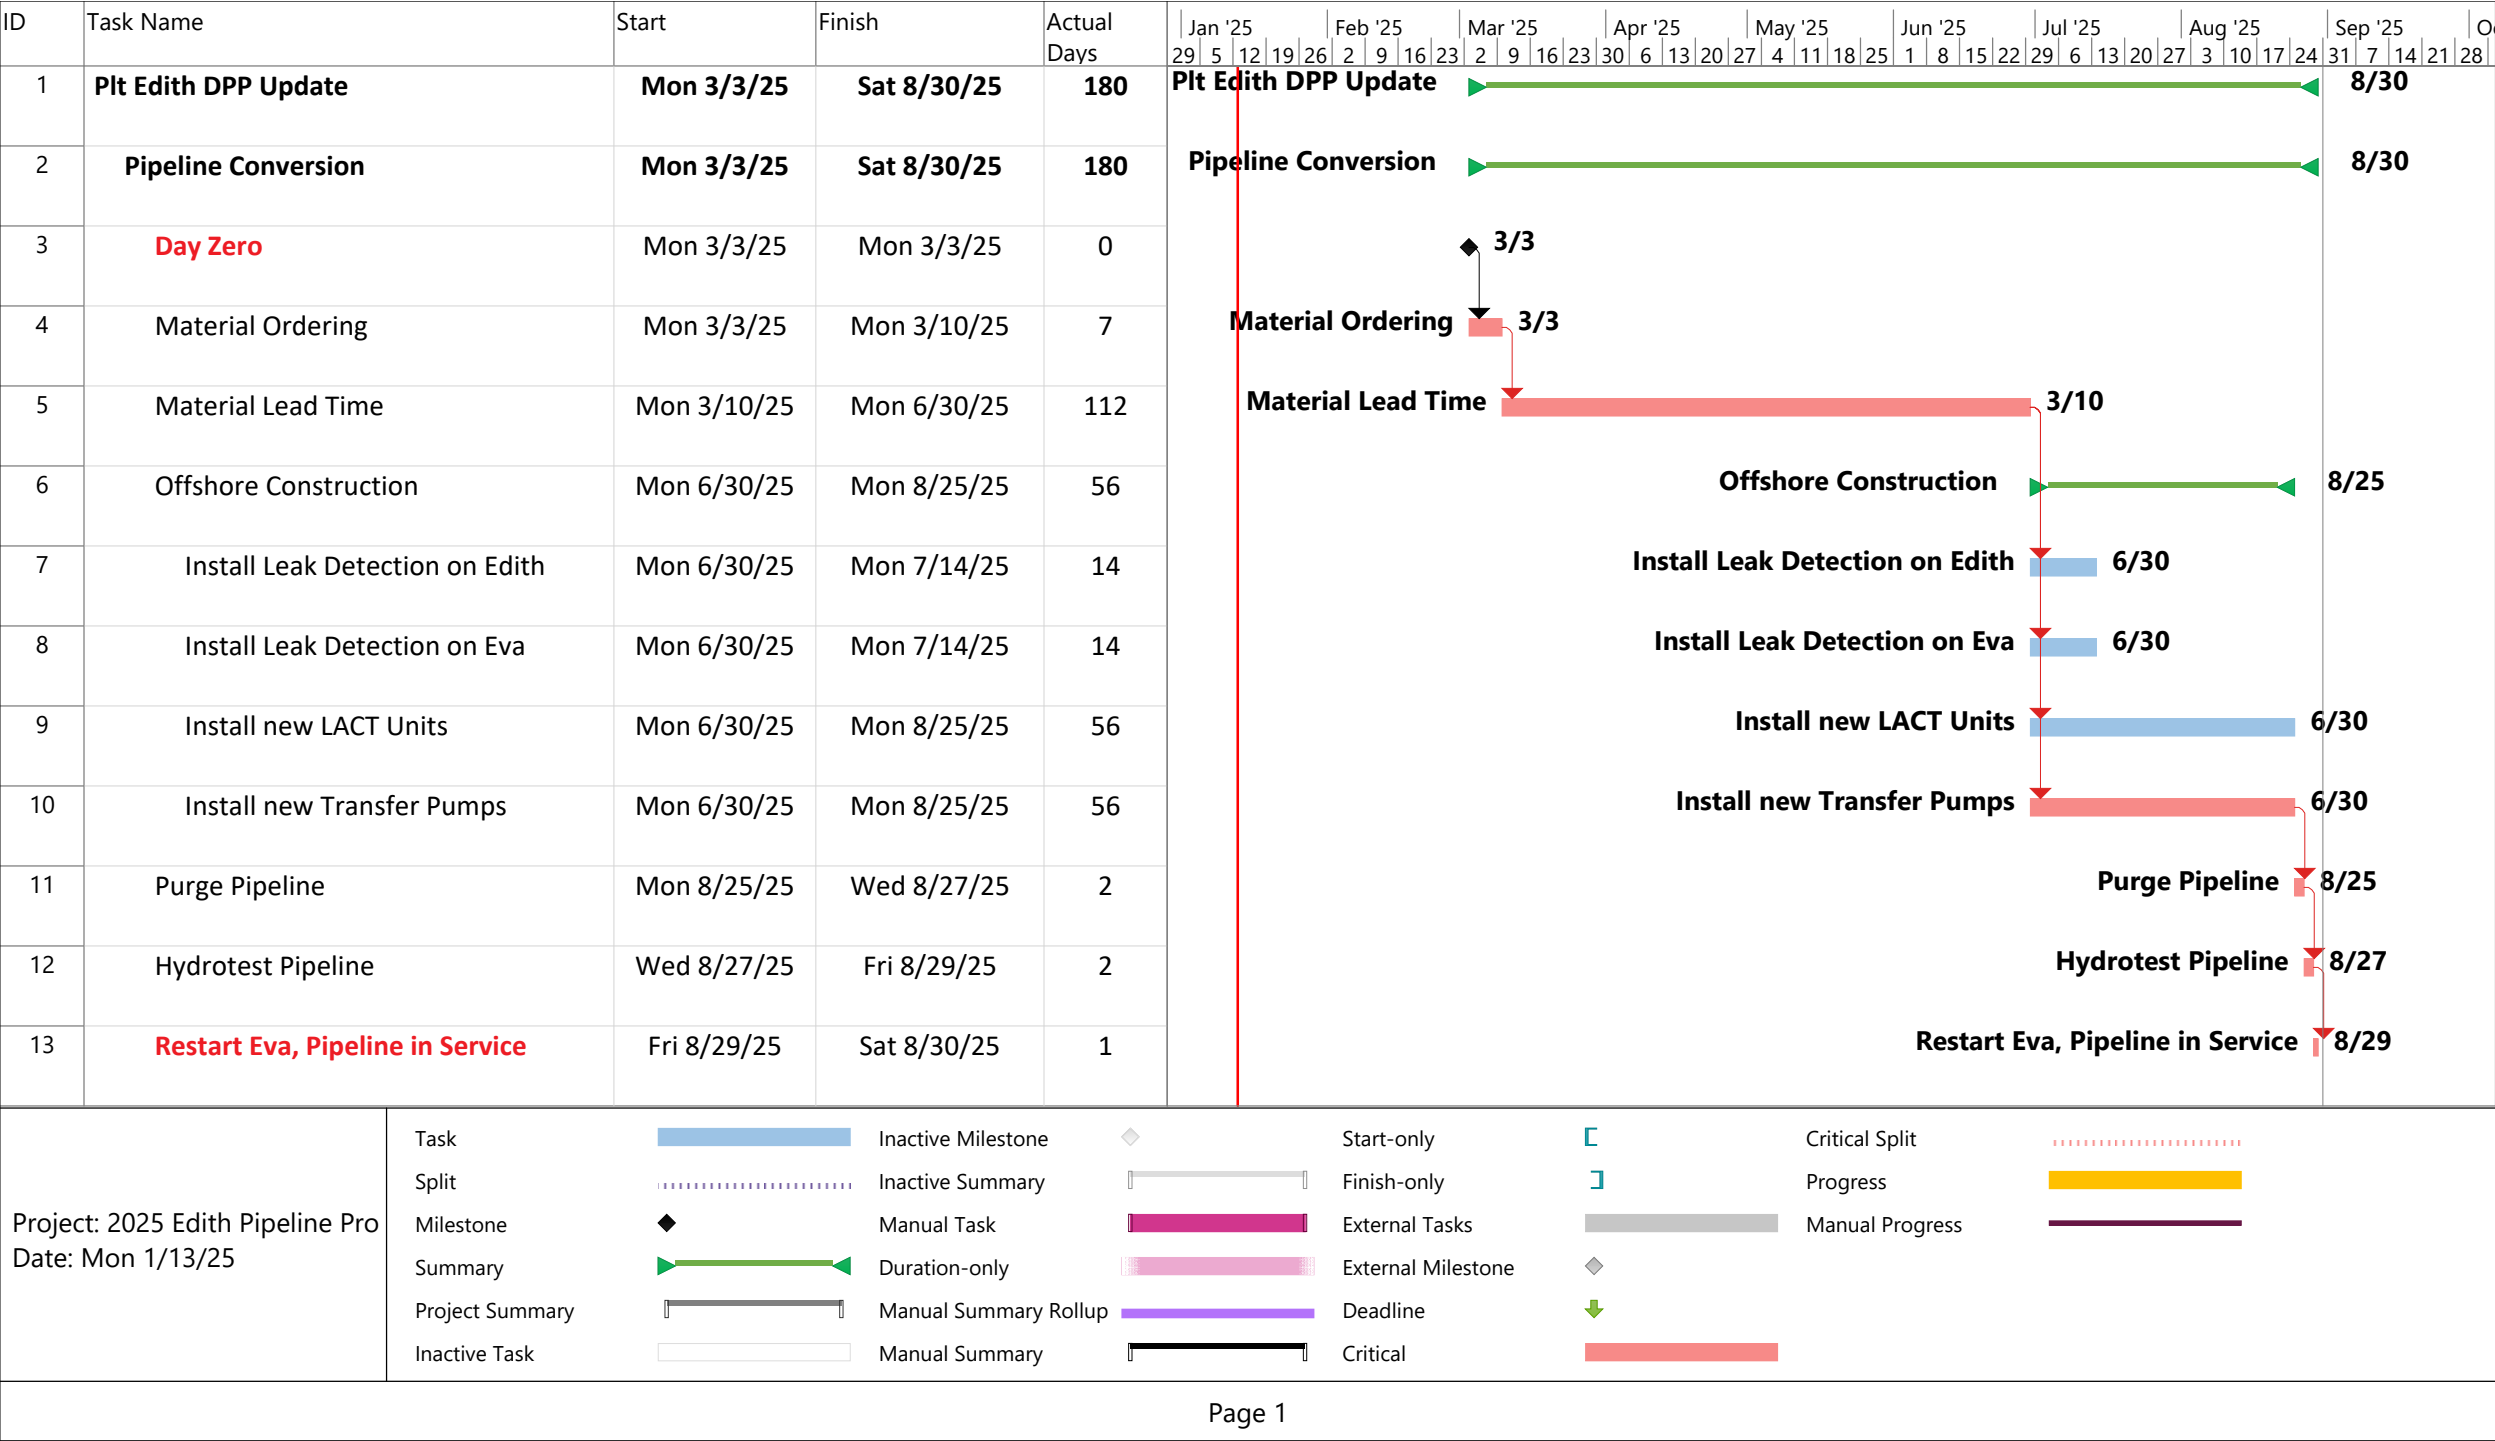 ID Task Name Start Finish Actual Days Jan '25 Feb '25 Mar '25 Apr '25 May '25 Jun '25 Jul '25 Aug '25 Sep '25
29 5 12 19 26 2 9 16 23 2 9 16 23 30 6 13 20 27 4 11 18 25 1 8 15 22 29 6 13 20 27 3 10 17 24 31 7 14 21 28
1 Plt Edith DPP Update Mon 3/3/25 Sat 8/30/25 180 Plt Edith DPP Update 8/30
2 Pipeline Conversion Mon 3/3/25 Sat 8/30/25 180 Pipeline Conversion 8/30
3 Day Zero Mon 3/3/25 Mon 3/3/25 0 3/3
4 Material Ordering Mon 3/3/25 Mon 3/10/25 7 Material Ordering 3/3
5 Material Lead Time Mon 3/10/25 Mon 6/30/25 112 Material Lead Time 3/10
6 Offshore Construction Mon 6/30/25 Mon 8/25/25 56 Offshore Construction 8/25
7 Install Leak Detection on Edith Mon 6/30/25 Mon 7/14/25 14 Install Leak Detection on Edith 6/30
8 Install Leak Detection on Eva Mon 6/30/25 Mon 7/14/25 14 Install Leak Detection on Eva 6/30
9 Install new LACT Units Mon 6/30/25 Mon 8/25/25 56 Install new LACT Units 6/30
10 Install new Transfer Pumps Mon 6/30/25 Mon 8/25/25 56 Install new Transfer Pumps 6/30
11 Purge Pipeline Mon 8/25/25 Wed 8/27/25 2 Purge Pipeline 8/25
12 Hydrotest Pipeline Wed 8/27/25 Fri 8/29/25 2 Hydrotest Pipeline 8/27
13 Restart Eva, Pipeline in Service Fri 8/29/25 Sat 8/30/25 1 Restart Eva, Pipeline in Service 8/29
Project: 2025 Edith Pipeline Pro
Date: Mon 1/13/25
Task Inactive Milestone Start-only Critical Split
Split Inactive Summary Finish-only Progress
Milestone Manual Task External Tasks Manual Progress
Summary Duration-only External Milestone
Project Summary Manual Summary Rollup Deadline
Inactive Task Manual Summary Critical
Page 1